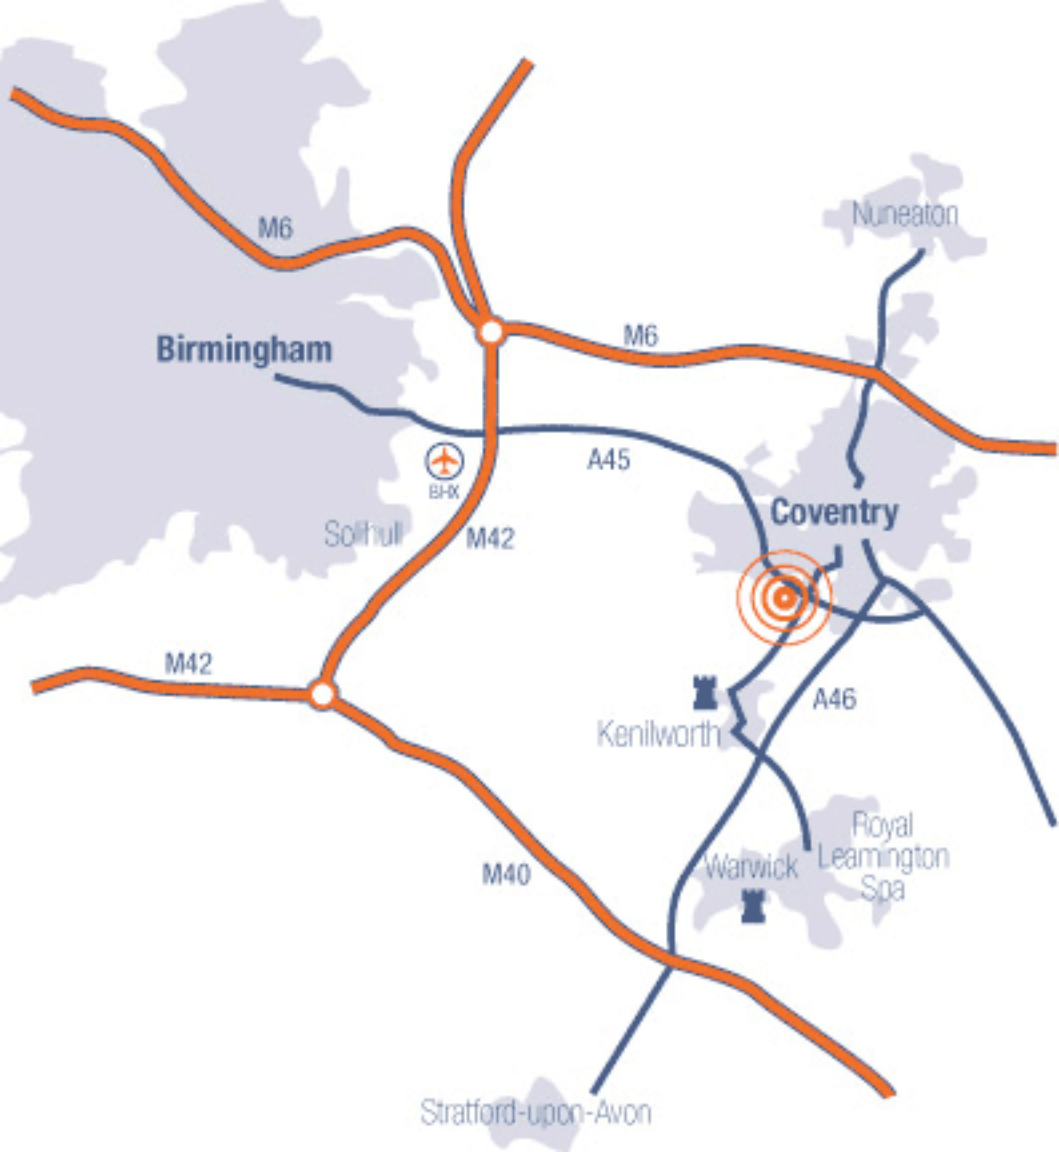 Nuneaton
M6
M6
Birmingham
A45
BHX
Coventry
Solihull
M42
M42
A46
Kenilworth
Royal
Leamington
Spa
Warwick
M40
Stratford-upon-Avon